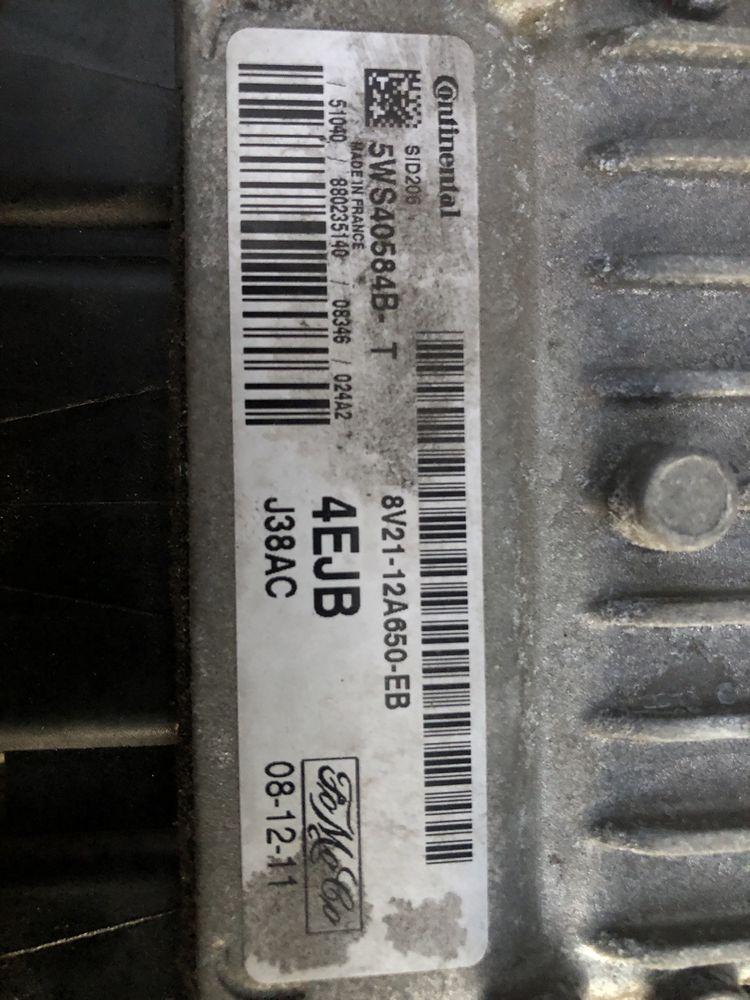 Continental
SID206
5WS40584B- T
MADE IN FRANCE
/ 51040 / 880235140 / 08346 / 024A2
8V21-12A650-EB
4EJB
J38AC
FoMoCo
08-12-11